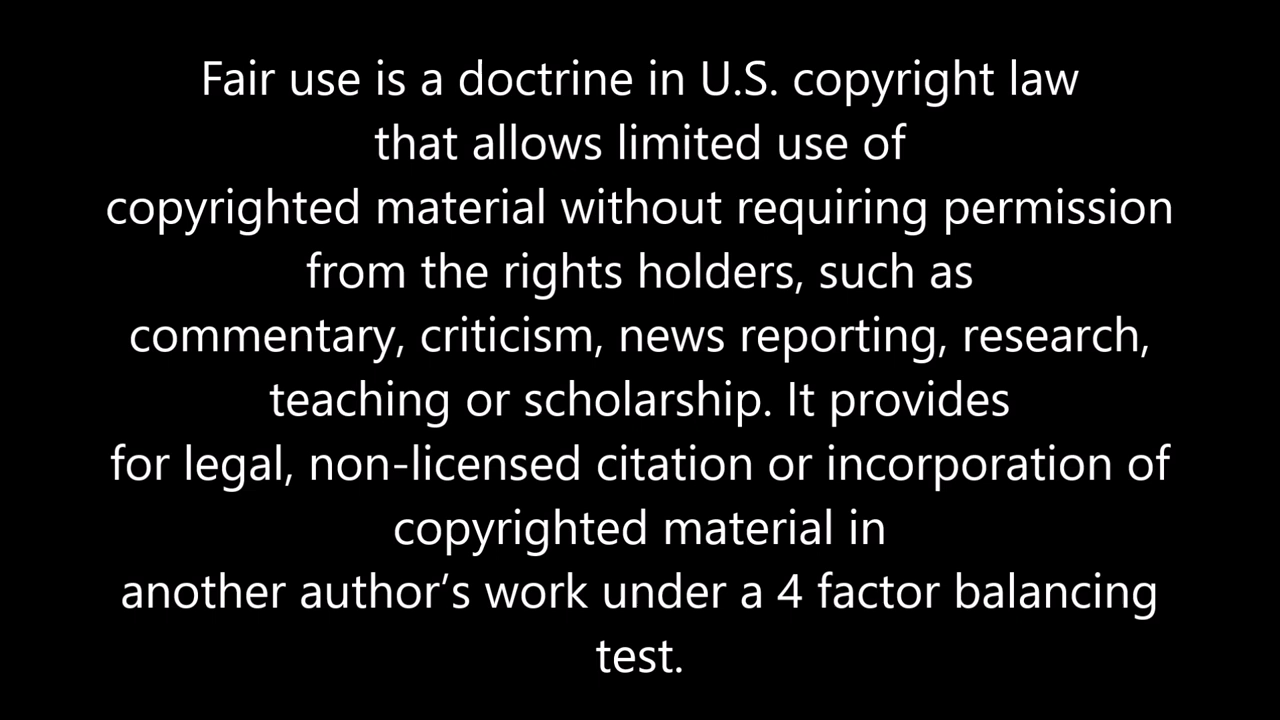 Fair use is a doctrine in U.S. copyright law
that allows limited use of
copyrighted material without requiring permission
from the rights holders, such as
commentary, criticism, news reporting, research,
teaching or scholarship. It provides
for legal, non-licensed citation or incorporation of
copyrighted material in
another author’s work under a 4 factor balancing
test.